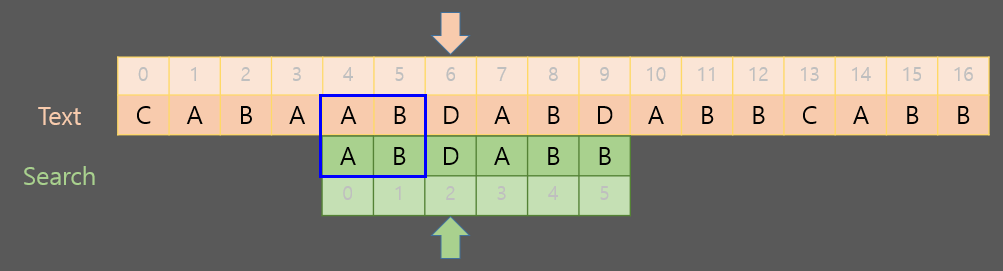 0 1 2 3 4 5 6 7 8 9 10 11 12 13 14 15 16
Text C A B A A B D A B D A B B C A B B
Search A B D A B B
0 1 2 3 4 5